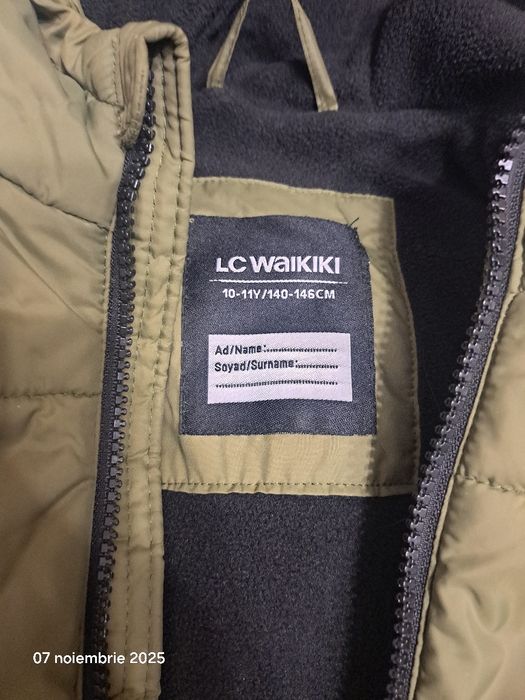 LC WAIKIKI
10-11Y/140-146CM
Ad/Name:
Soyad/Surname:
07 noiembrie 2025